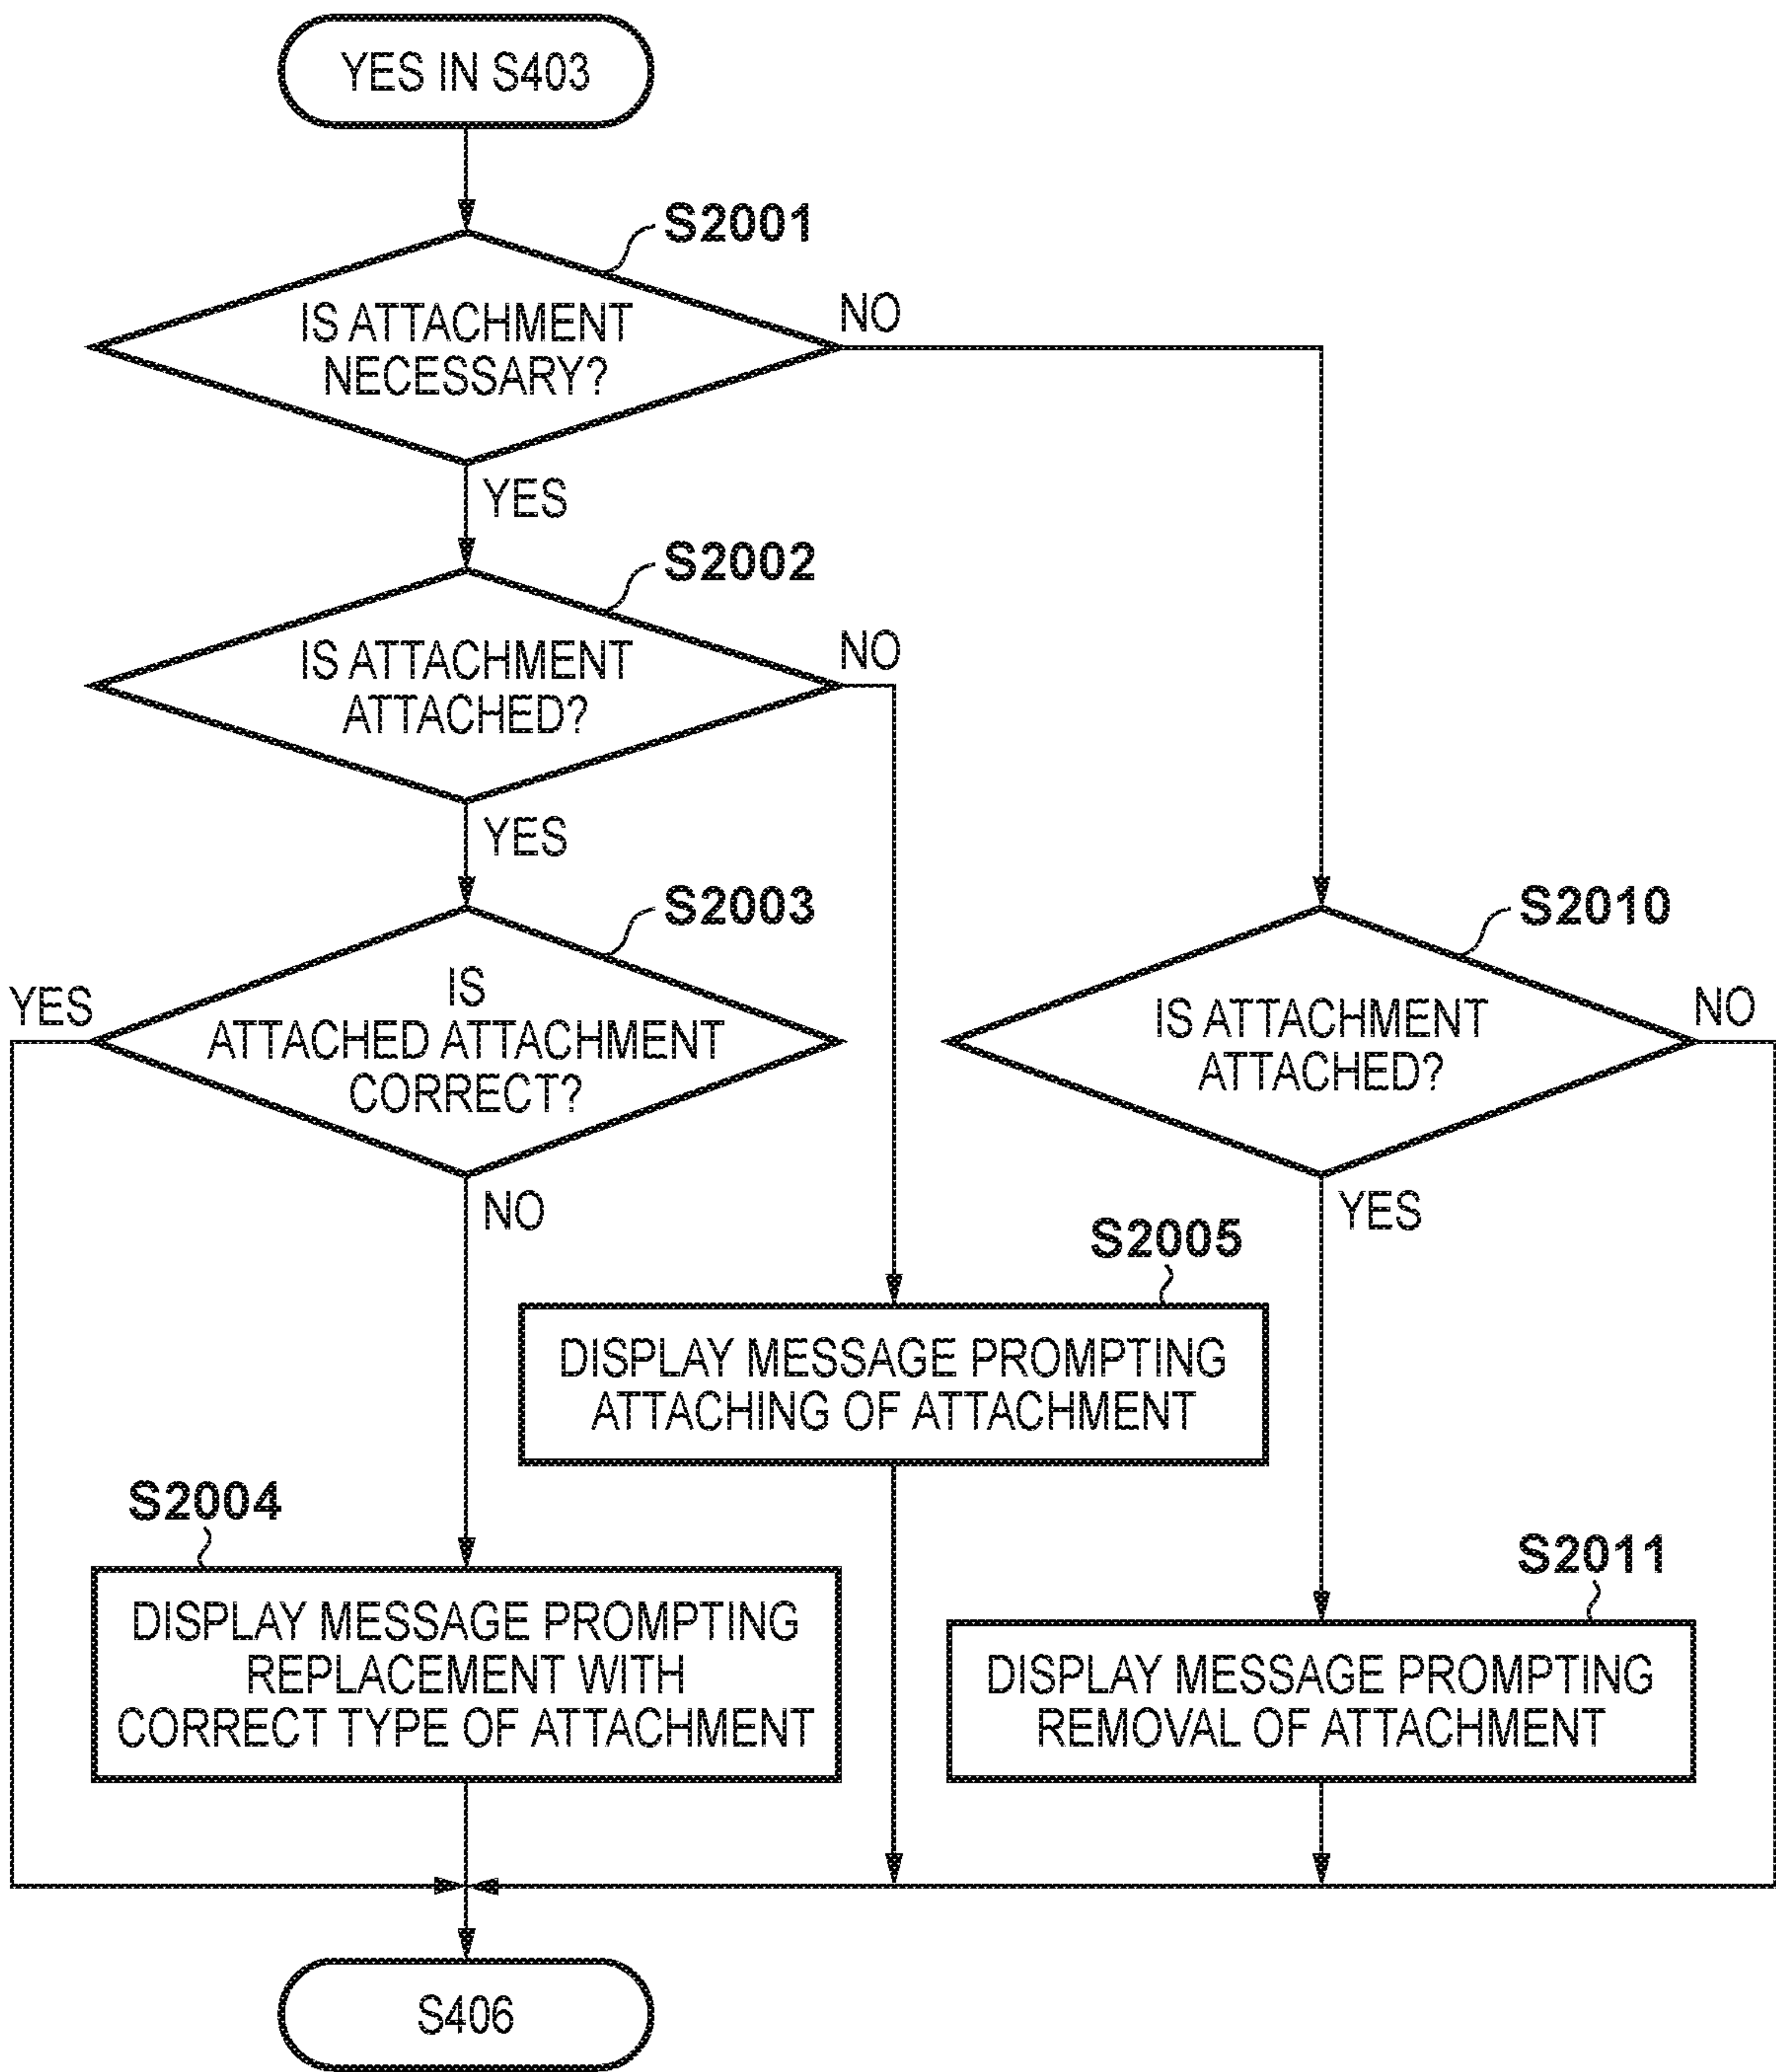 YES IN S403
S2001
IS ATTACHMENT
NECESSARY?
NO
YES
S2002
IS ATTACHMENT
ATTACHED?
NO
YES
S2003
IS
ATTACHED ATTACHMENT
CORRECT?
YES
NO
S2010
IS ATTACHMENT
ATTACHED?
NO
YES
S2005
DISPLAY MESSAGE PROMPTING
ATTACHING OF ATTACHMENT
S2004
DISPLAY MESSAGE PROMPTING
REPLACEMENT WITH
CORRECT TYPE OF ATTACHMENT
S2011
DISPLAY MESSAGE PROMPTING
REMOVAL OF ATTACHMENT
S406